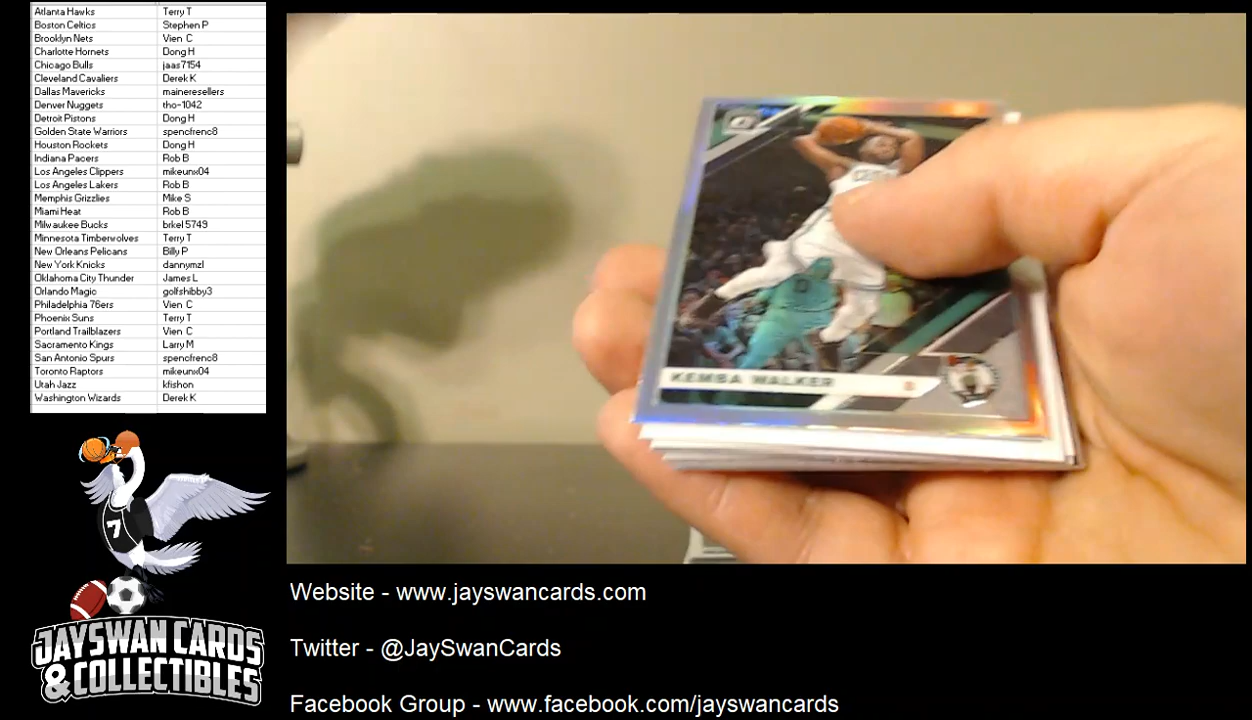 Atlanta Hawks Terry T
Boston Celtics Stephen P
Brooklyn Nets Vien C
Charlotte Hornets Dong H
Chicago Bulls jaas7154
Cleveland Cavaliers Derek K
Dallas Mavericks maineresellers
Denver Nuggets tho-1042
Detroit Pistons Dong H
Golden State Warriors spencfrenc8
Houston Rockets Dong H
Indiana Pacers Rob B
Los Angeles Clippers mikeunx04
Los Angeles Lakers Rob B
Memphis Grizzlies Mike S
Miami Heat Rob B
Milwaukee Bucks brkel5749
Minnesota Timberwolves Terry T
New Orleans Pelicans Billy P
New York Knicks dannymzl
Oklahoma City Thunder James L
Orlando Magic golfshibby3
Philadelphia 76ers Vien C
Phoenix Suns Terry T
Portland Trailblazers Vien C
Sacramento Kings Larry M
San Antonio Spurs spencfrenc8
Toronto Raptors mikeunx04
Utah Jazz kfishon
Washington Wizards Derek K
KEMBA WALKER
7
JAYSWAN CARDS
& COLLECTIBLES
Website - www.jayswancards.com
Twitter - @JaySwanCards
Facebook Group - www.facebook.com/jayswancards